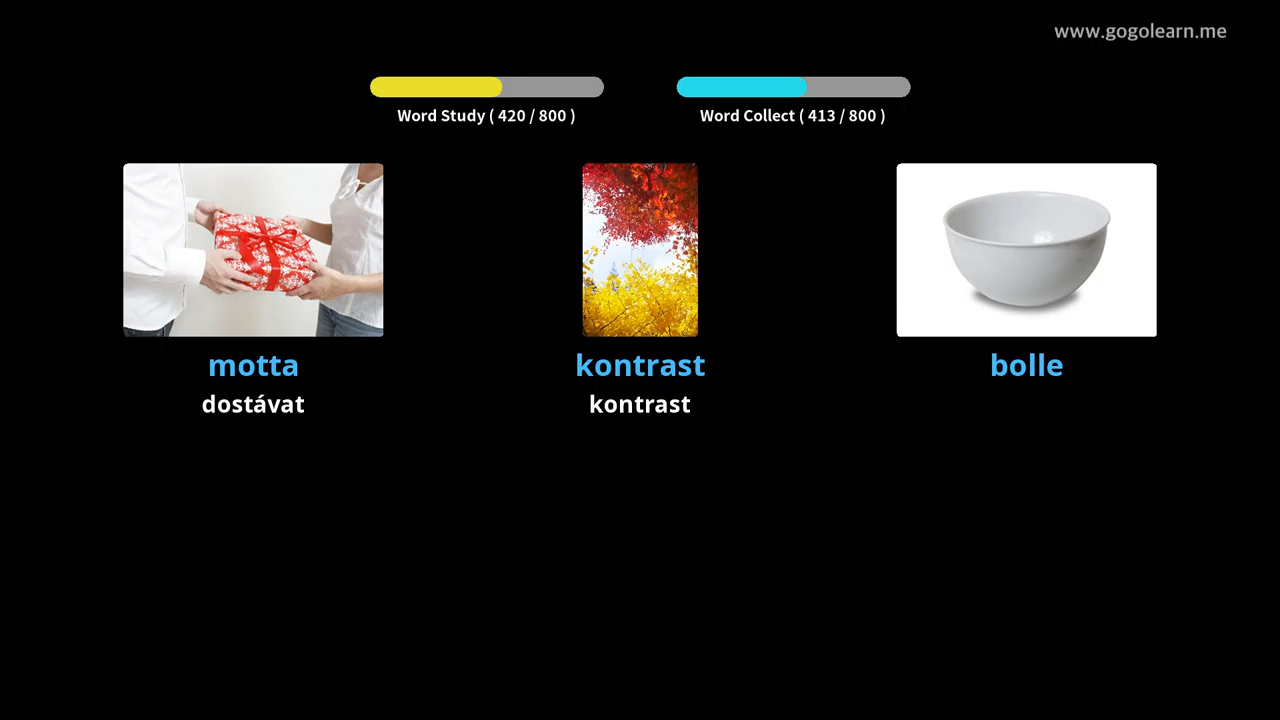 www.gogolearn.me
Word Study ( 420 / 800 )
Word Collect ( 413 / 800 )
motta
dostávat
kontrast
kontrast
bolle